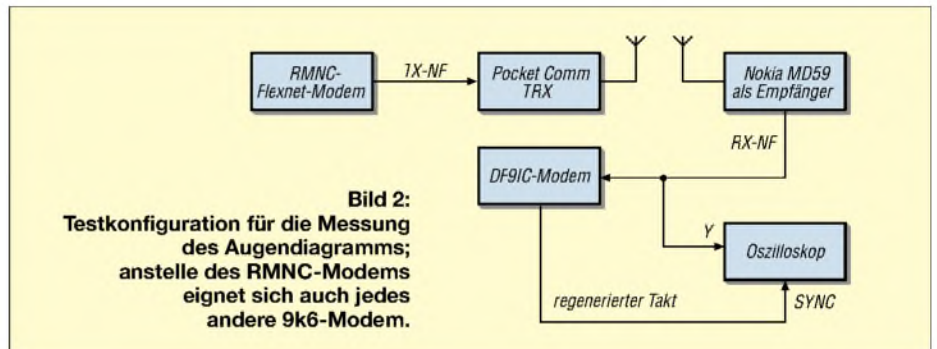 RMNC-
Flexnet-Modem
TX-NF
Pocket Comm
TRX
Nokia MD59
als Empfänger
RX-NF
DF9IC-Modem
Y
Oszilloskop
regenerierter Takt
SYNC
Bild 2:
Testkonfiguration für die Messung
des Augendiagramms;
anstelle des RMNC-Modems
eignet sich auch jedes
andere 9k6-Modem.